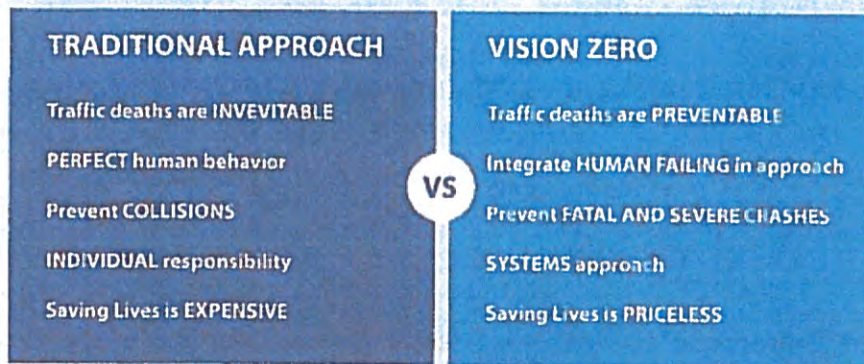 TRADITIONAL APPROACH
Traffic deaths are INVEVITABLE
PERFECT human behavior
Prevent COLLISIONS
INDIVIDUAL responsibility
Saving Lives is EXPENSIVE
VS
VISION ZERO
Traffic deaths are PREVENTABLE
Integrate HUMAN FAILING in approach
Prevent FATAL AND SEVERE CRASHES
SYSTEMS approach
Saving Lives is PRICELESS